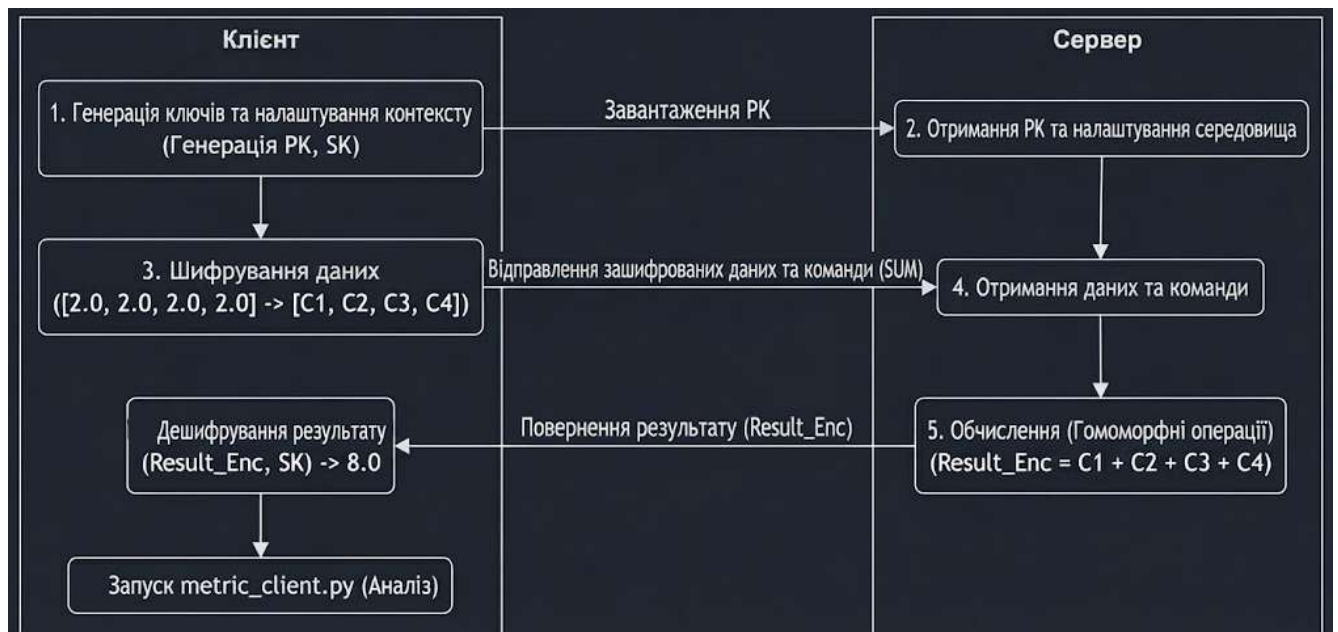 Клієнт
Сервер
1. Генерація ключів та налаштування контексту
(Генерація PK, SK)
Завантаження PK
2. Отримання PK та налаштування середовища
3. Шифрування даних
([2.0, 2.0, 2.0, 2.0] -> [C1, C2, C3, C4])
Відправлення зашифрованих даних та команди (SUM)
4. Отримання даних та команди
Дешифрування результату
(Result_Enc, SK) -> 8.0
Повернення результату (Result_Enc)
5. Обчислення (Гомоморфні операції)
(Result_Enc = C1 + C2 + C3 + C4)
Запуск metric_client.py (Аналіз)